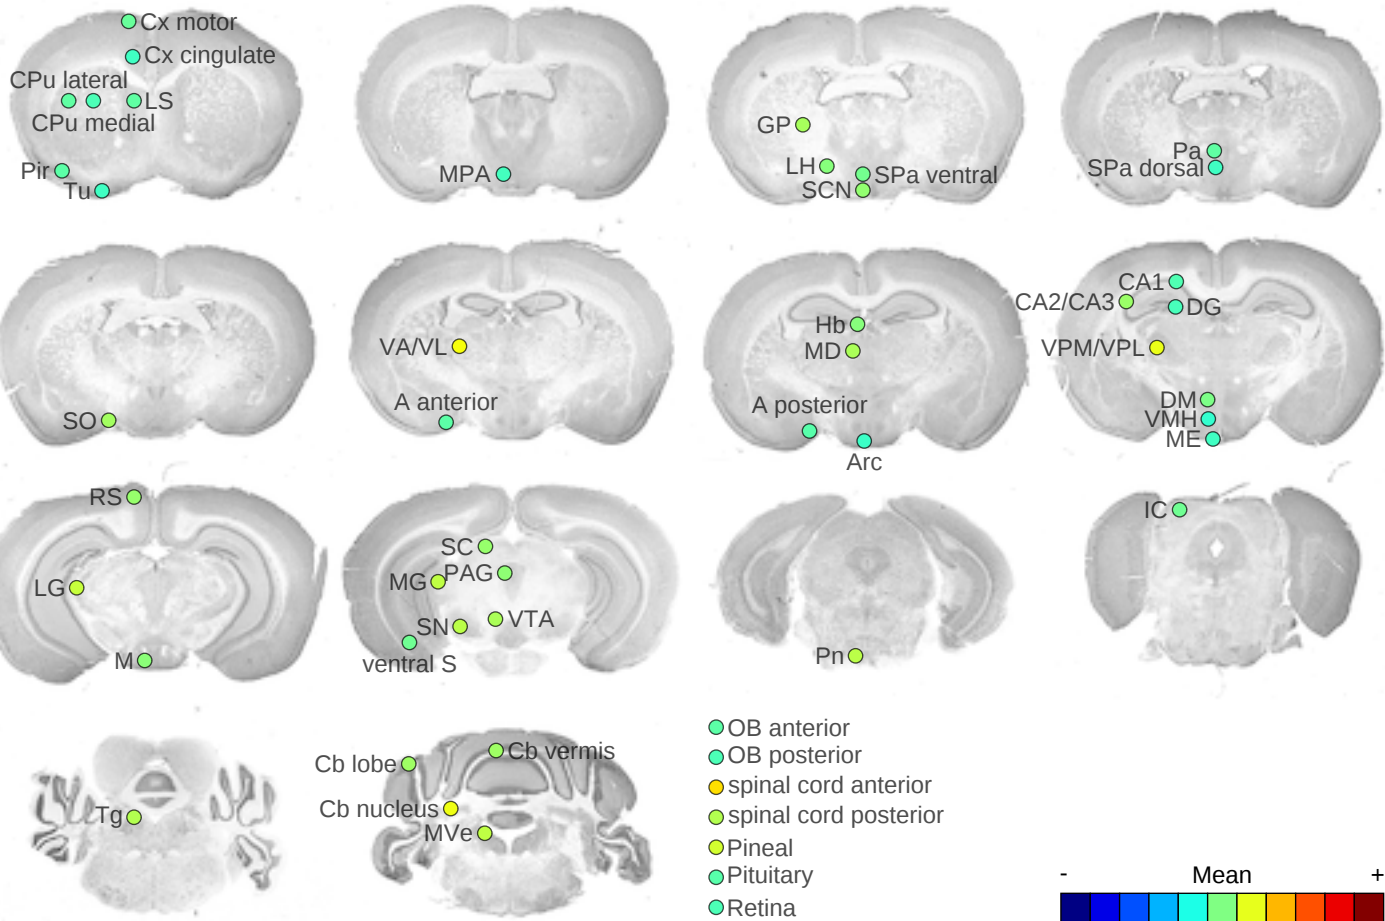 Cx motor
Cx cingulate
CPu lateral
LS
CPu medial
Pir
Tu
MPA
GP
LH
SPa ventral
SCN
Pa
SPa dorsal
SO
VA/VL
A anterior
Hb
MD
A posterior
Arc
CA1
CA2/CA3
DG
VPM/VPL
DM
VMH
ME
RS
LG
M
SC
PAG
MG
VTA
SN
ventral S
Pn
IC
Tg
Cb vermis
Cb lobe
Cb nucleus
MVe
OB anterior
OB posterior
spinal cord anterior
spinal cord posterior
Pineal
Pituitary
Retina
- Mean +